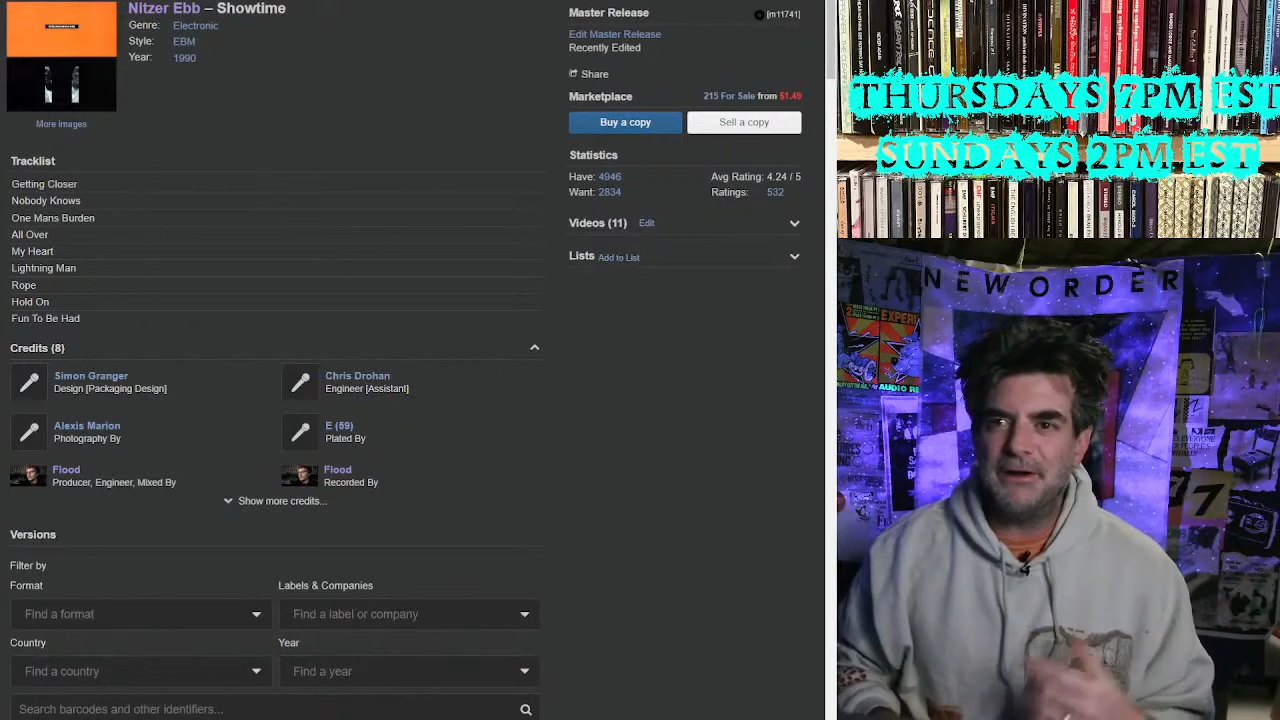 Nitzer Ebb – Showtime
Genre: Electronic
Style: EBM
Year: 1990
More images
Tracklist
Getting Closer
Nobody Knows
One Mans Burden
All Over
My Heart
Lightning Man
Rope
Hold On
Fun To Be Had
Credits (8)
Simon Granger
Design [Packaging Design]
Chris Drohan
Engineer [Assistant]
Alexis Marion
Photography By
E (59)
Plated By
Flood
Producer, Engineer, Mixed By
Flood
Recorded By
Show more credits...
Versions
Filter by
Format
Find a format
Labels & Companies
Find a label or company
Country
Find a country
Year
Find a year
Search barcodes and other identifiers...
Master Release
[m11741]
Edit Master Release
Recently Edited
Share
Marketplace
215 For Sale from $1.49
Buy a copy
Sell a copy
Statistics
Have: 4946
Avg Rating: 4.24 / 5
Want: 2834
Ratings: 532
Videos (11) Edit
Lists Add to List
THURSDAYS 7PM EST
SUNDAYS 2PM EST
NEW ORDER
EXPERI
AUDIO RE
7